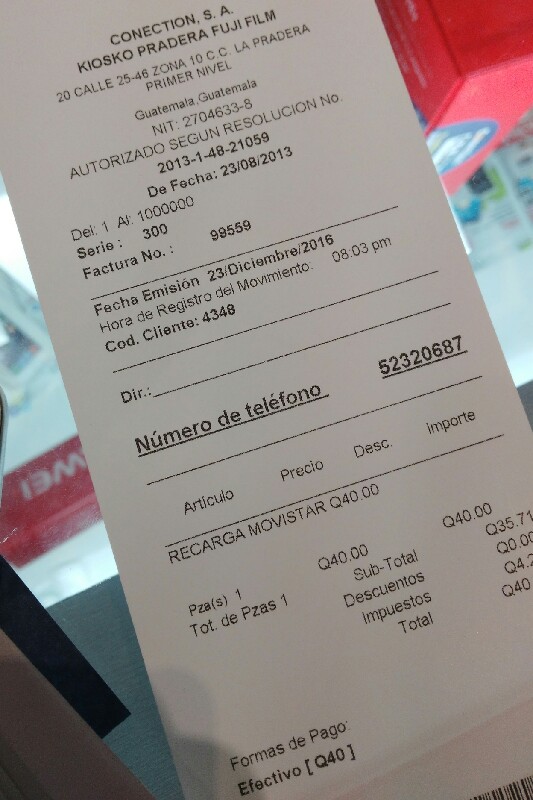 CONECTION, S. A.
KIOSKO PRADERA FUJI FILM
20 CALLE 25-46 ZONA 10 C.C. LA PRADERA
PRIMER NIVEL
Guatemala,Guatemala
NIT: 2704633-8
AUTORIZADO SEGUN RESOLUCION No.
2013-1-48-21059
De Fecha: 23/08/2013
Del: 1 Al: 1000000
Serie : 300
Factura No. : 99559
Fecha Emisión 23/Diciembre/2016
Hora de Registro del Movimiento: 08:03 pm
Cod. Cliente: 4348
Dir.:
Número de teléfono 52320687
Artículo Precio Desc. Importe
RECARGA MOVISTAR Q40.00
Pza(s) 1 Q40.00 Q40.00
Tot. de Pzas 1 Sub-Total Q35.71
Descuentos Q0.00
Impuestos Q4.2
Total Q40
Formas de Pago:
Efectivo [ Q40 ]